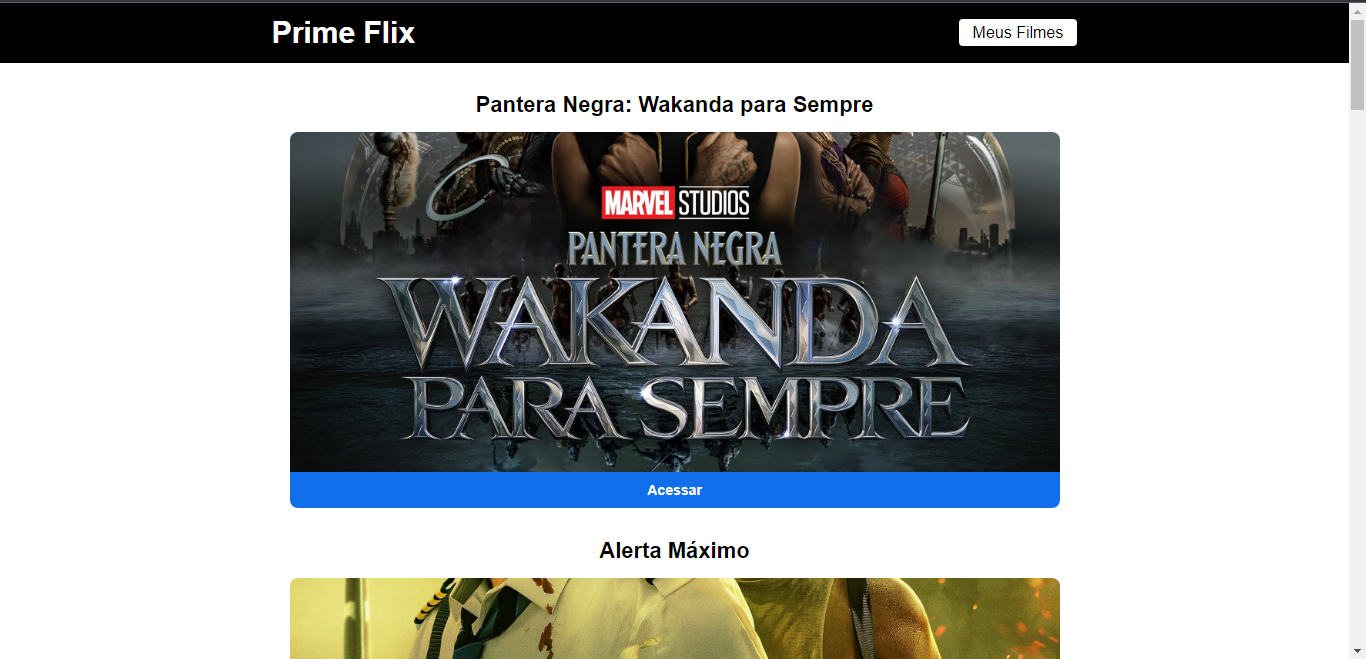 Prime Flix
Meus Filmes
Pantera Negra: Wakanda para Sempre
MARVEL STUDIOS
PANTERA NEGRA
WAKANDA
PARA SEMPRE
Acessar
Alerta Máximo